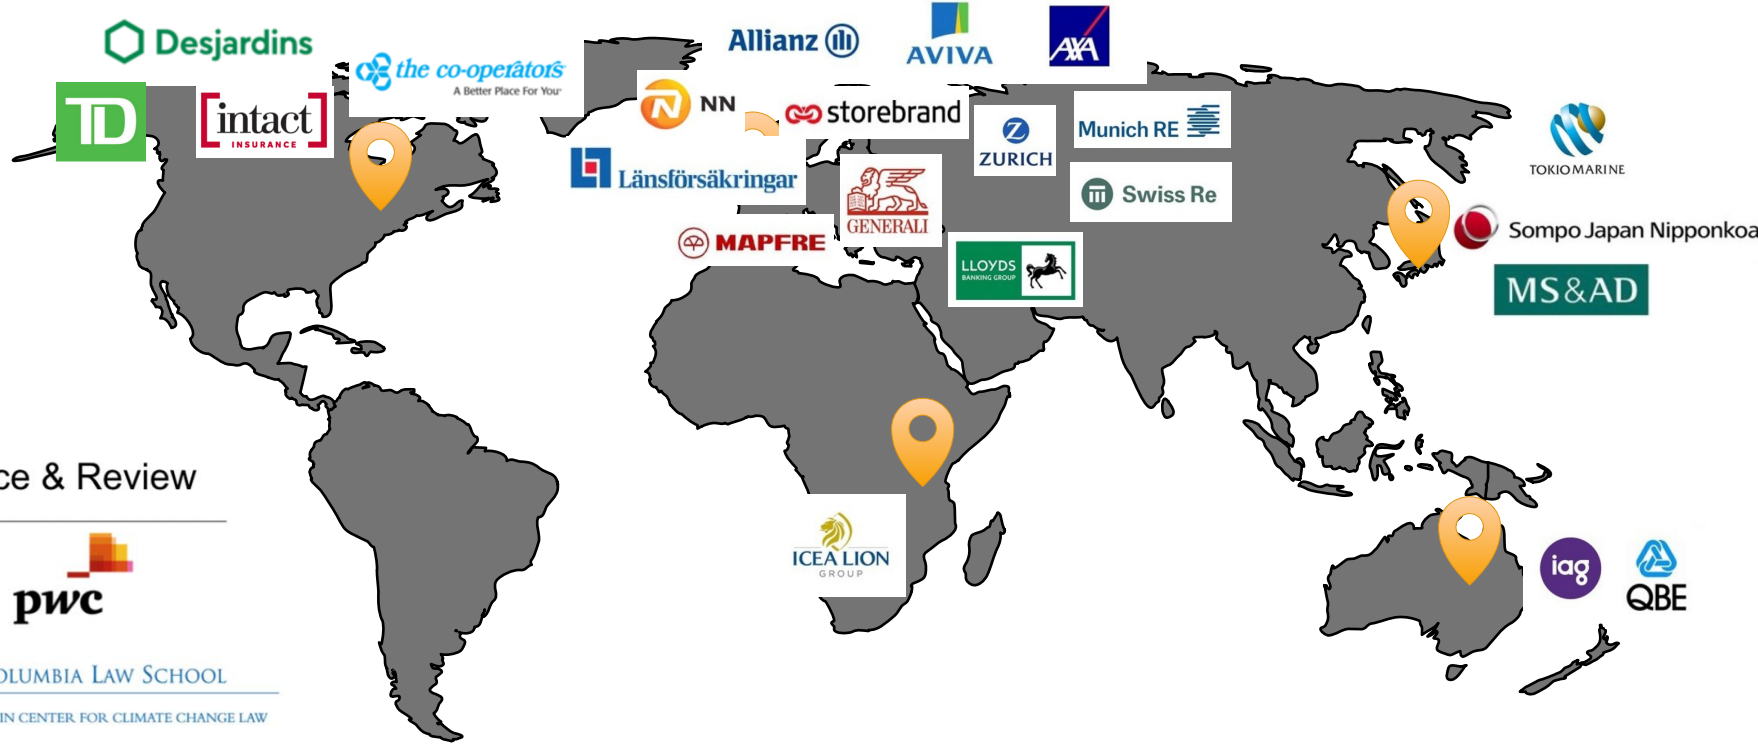 Desjardins
the co-operators
A Better Place For You
TD
intact
INSURANCE
Allianz
AVIVA
AXA
NN
storebrand
ZURICH
Munich RE
Länsförsäkringar
Swiss Re
GENERALI
MAPFRE
LLOYDS
BANKING GROUP
TOKIO MARINE
Sompo Japan Nipponkoa
MS&AD
ICEA LION
GROUP
iag
QBE
ce & Review
pwc
OLUMBIA LAW SCHOOL
IN CENTER FOR CLIMATE CHANGE LAW